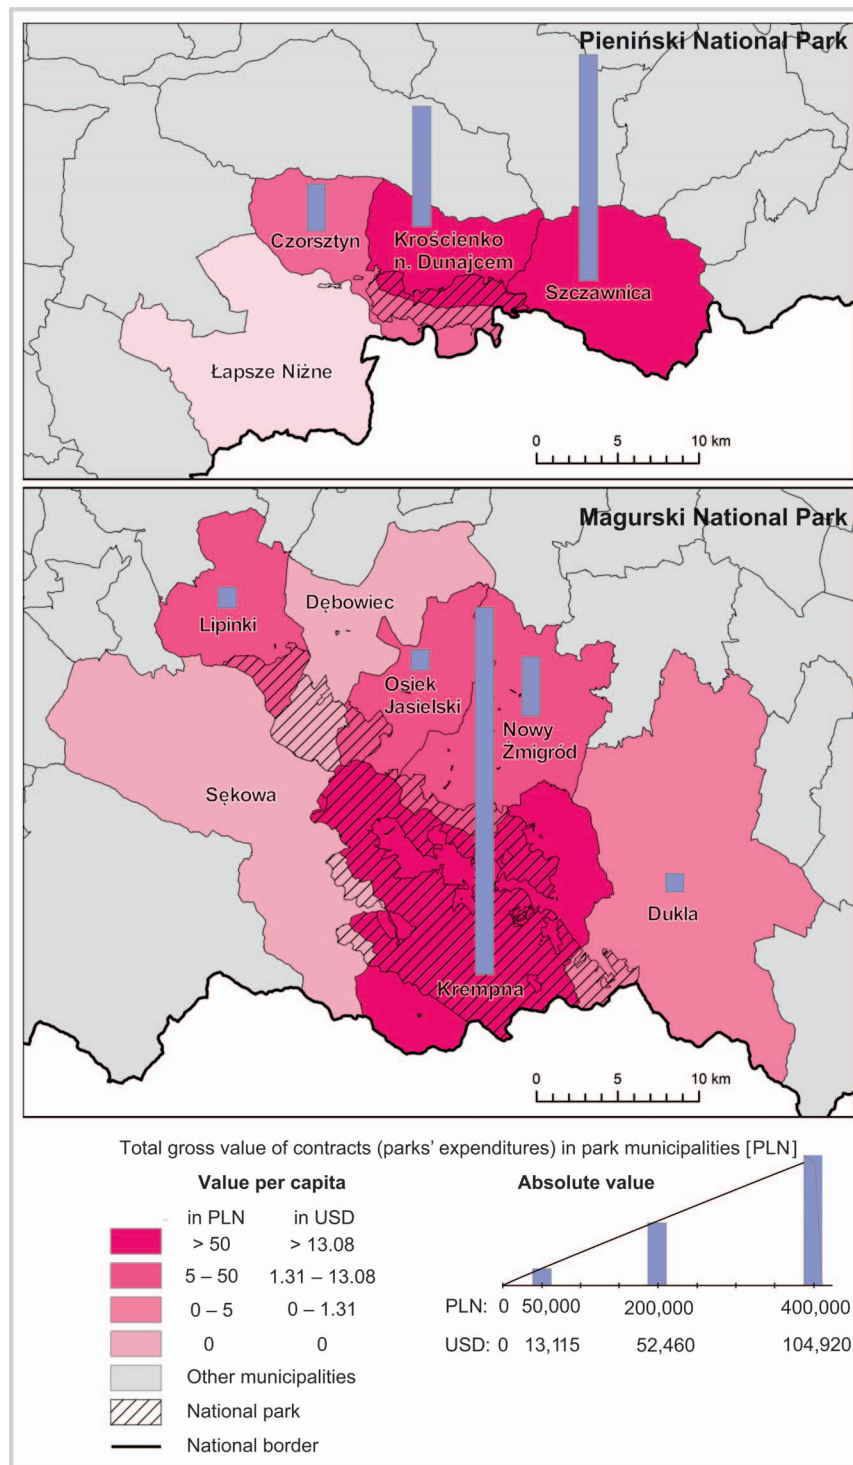 Pieniński National Park
Czorsztyn
Krościenko
n. Dunajcem
Szczawnica
Łapsze Niżne
0 5 10 km
Magurski National Park
Dębowiec
Lipinki
Osiek
Jasielski
Nowy
Żmigród
Sękowa
Dukla
Krempna
0 5 10 km
Total gross value of contracts (parks’ expenditures) in park municipalities [PLN]
Value per capita
Absolute value
in PLN in USD
> 50 > 13.08
5 – 50 1.31 – 13.08
0 – 5 0 – 1.31
0 0
Other municipalities
National park
National border
PLN: 0 50,000 200,000 400,000
USD: 0 13,115 52,460 104,920